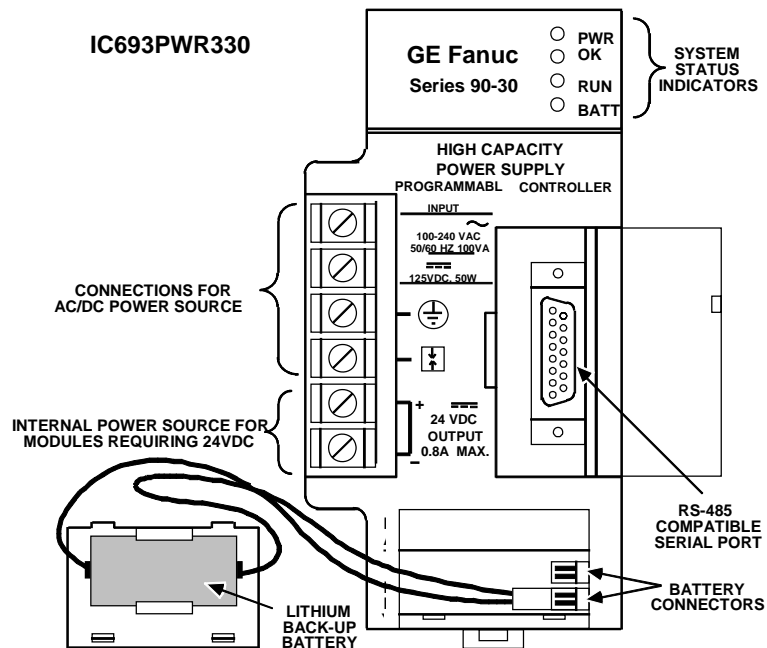 IC693PWR330
GE Fanuc
Series 90-30
PWR
OK
RUN
BATT
SYSTEM
STATUS
INDICATORS
HIGH CAPACITY
POWER SUPPLY
PROGRAMMABL CONTROLLER
INPUT
100-240 VAC
50/60 HZ 100VA
125VDC, 50W
CONNECTIONS FOR
AC/DC POWER SOURCE
INTERNAL POWER SOURCE FOR
MODULES REQUIRING 24VDC
+
24 VDC
OUTPUT
0.8A MAX.
–
RS-485
COMPATIBLE
SERIAL PORT
BATTERY
CONNECTORS
LITHIUM
BACK-UP
BATTERY